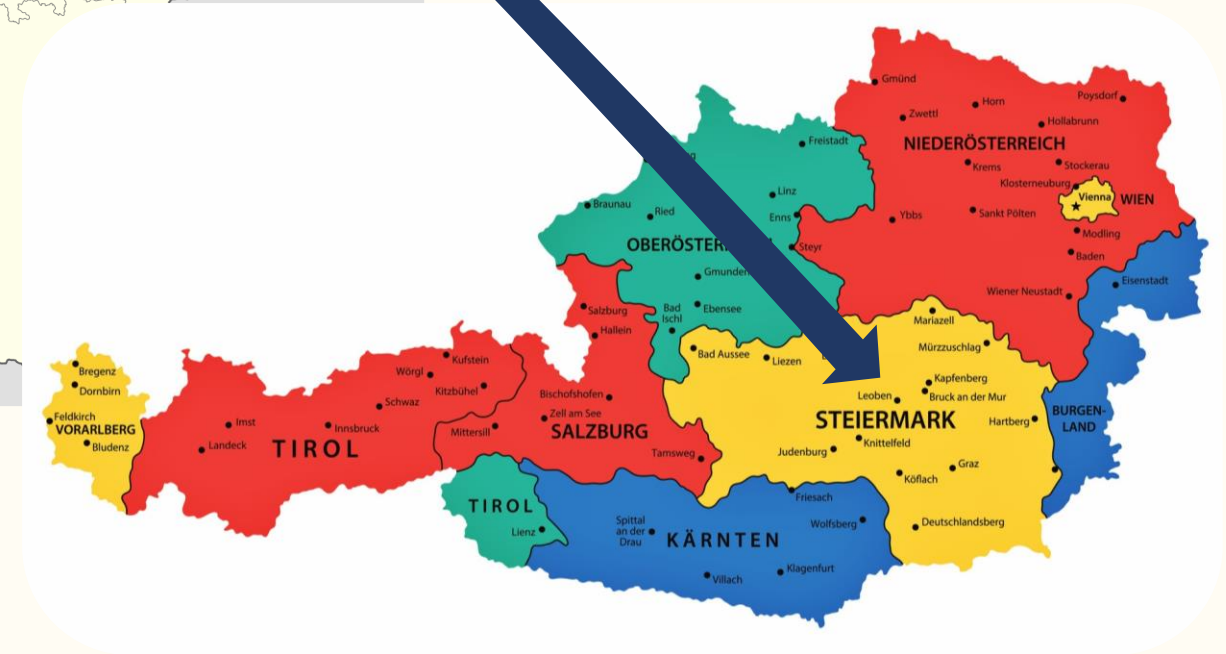 Gmünd
Poysdorf
Horn
Zwettl
Hollabrunn
Freistadt
NIEDERÖSTERREICH
Krems
Stockerau
Klosterneuburg
Linz
Vienna
WIEN
Braunau
Ried
Enns
Ybbs
Sankt Pölten
Modling
OBERÖSTER
Steyr
Baden
Gmunden
Eisenstadt
Wiener Neustadt
Salzburg
Bad
Ischl
Ebensee
Mariazell
Hallein
Mürzzuschlag
Bad Aussee
Liezen
Kufstein
Bregenz
Wörgl
Kapfenberg
Dornbirn
Kitzbühel
Bischofshofen
Leoben
Bruck an der Mur
Schwaz
Feldkirch
Zell am See
STEIERMARK
Hartberg
BURGEN-
LAND
VORARLBERG
Imst
Innsbruck
Mittersill
SALZBURG
Bludenz
Landeck
TIROL
Tamsweg
Judenburg
Knittelfeld
Graz
Köflach
TIROL
Friesach
Lienz
Spittal
an der
Drau
KÄRNTEN
Wolfsberg
Deutschlandsberg
Villach
Klagenfurt